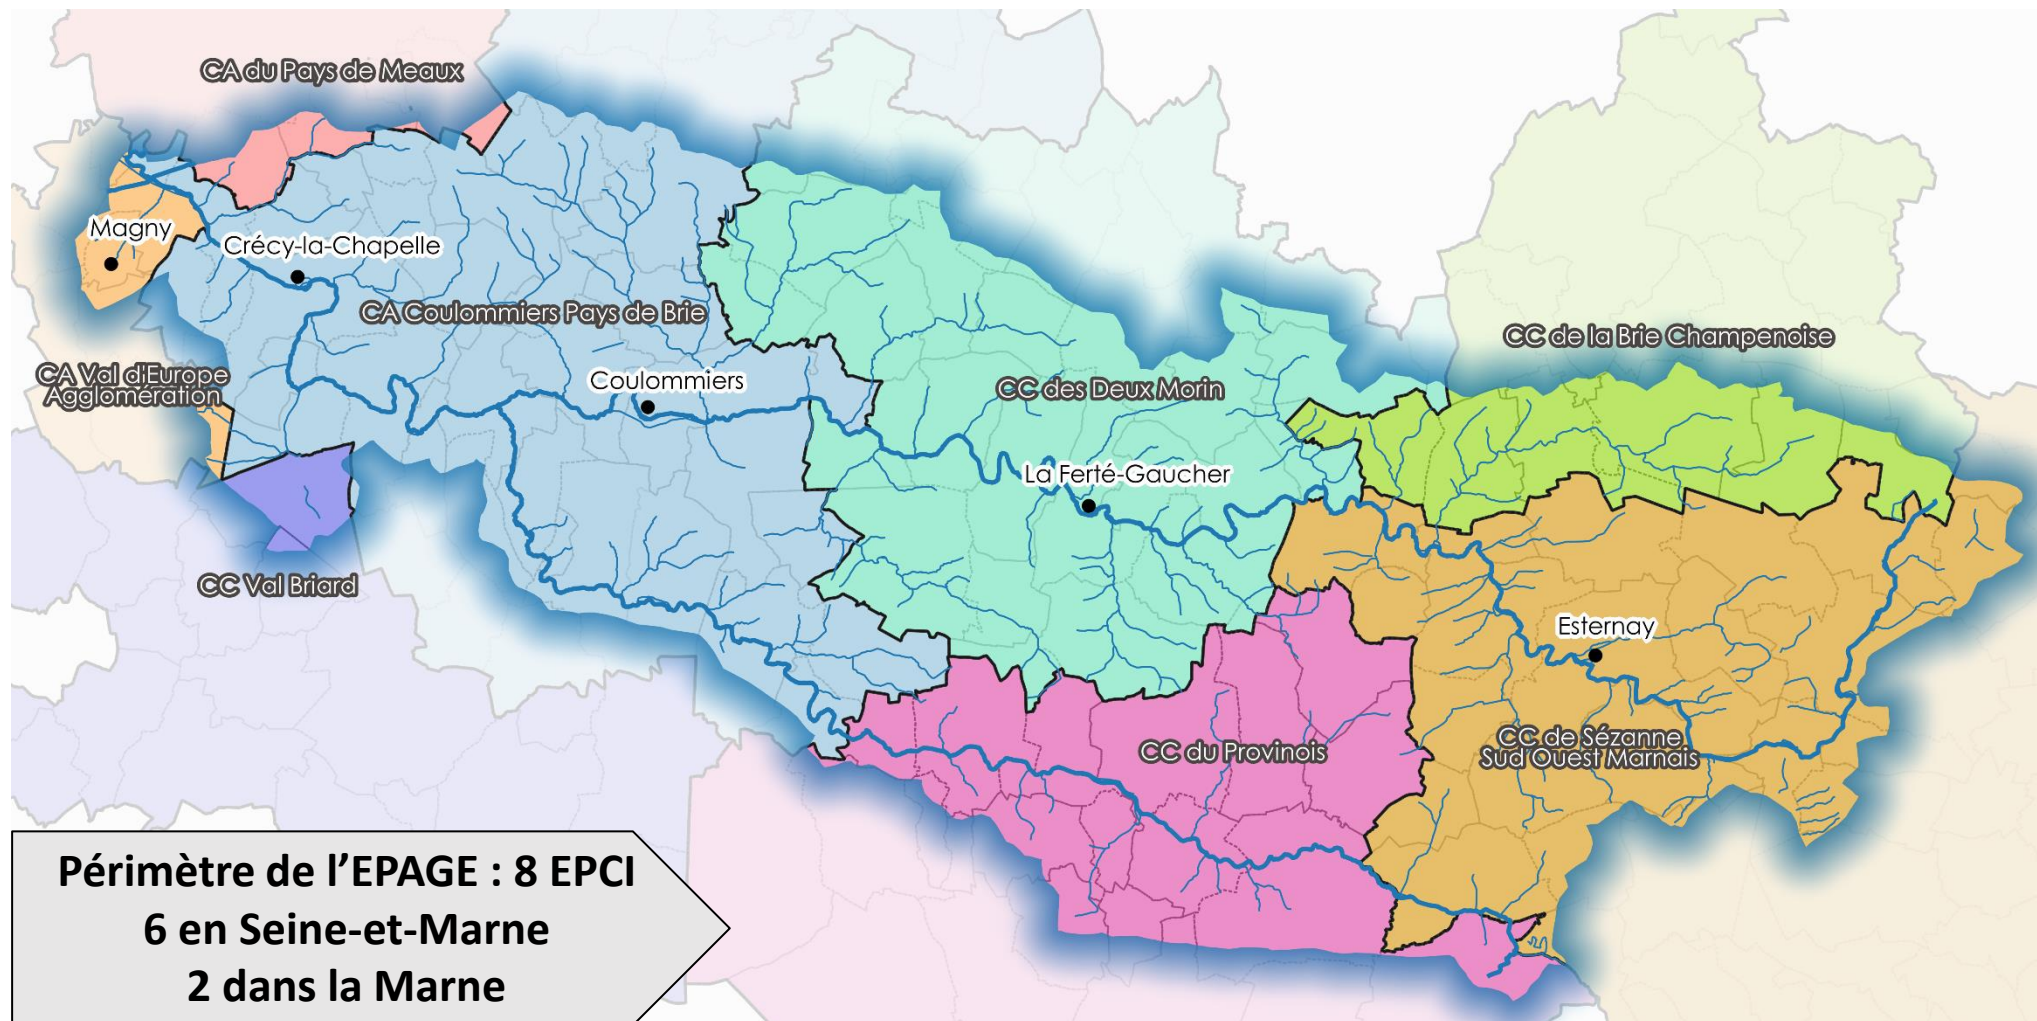 CA du Pays de Meaux
Magny
Crécy-la-Chapelle
CA Coulommiers Pays de Brie
CC de la Brie Champenoise
CA Val d'Europe
Agglomération
Coulommiers
CC des Deux Morin
La Ferté-Gaucher
CC Val Briard
Esternay
CC de Sézanne
Sud Ouest Marnais
CC du Provinois
Périmètre de l’EPAGE : 8 EPCI
6 en Seine-et-Marne
2 dans la Marne